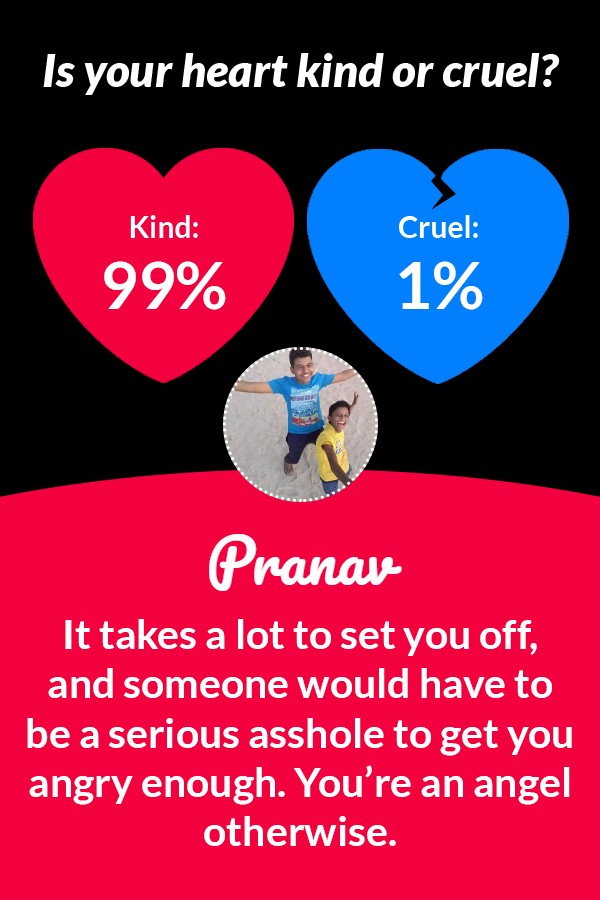 Is your heart kind or cruel?
Kind:
99%
Cruel:
1%
Pranav
It takes a lot to set you off,
and someone would have to
be a serious asshole to get you
angry enough. You’re an angel
otherwise.